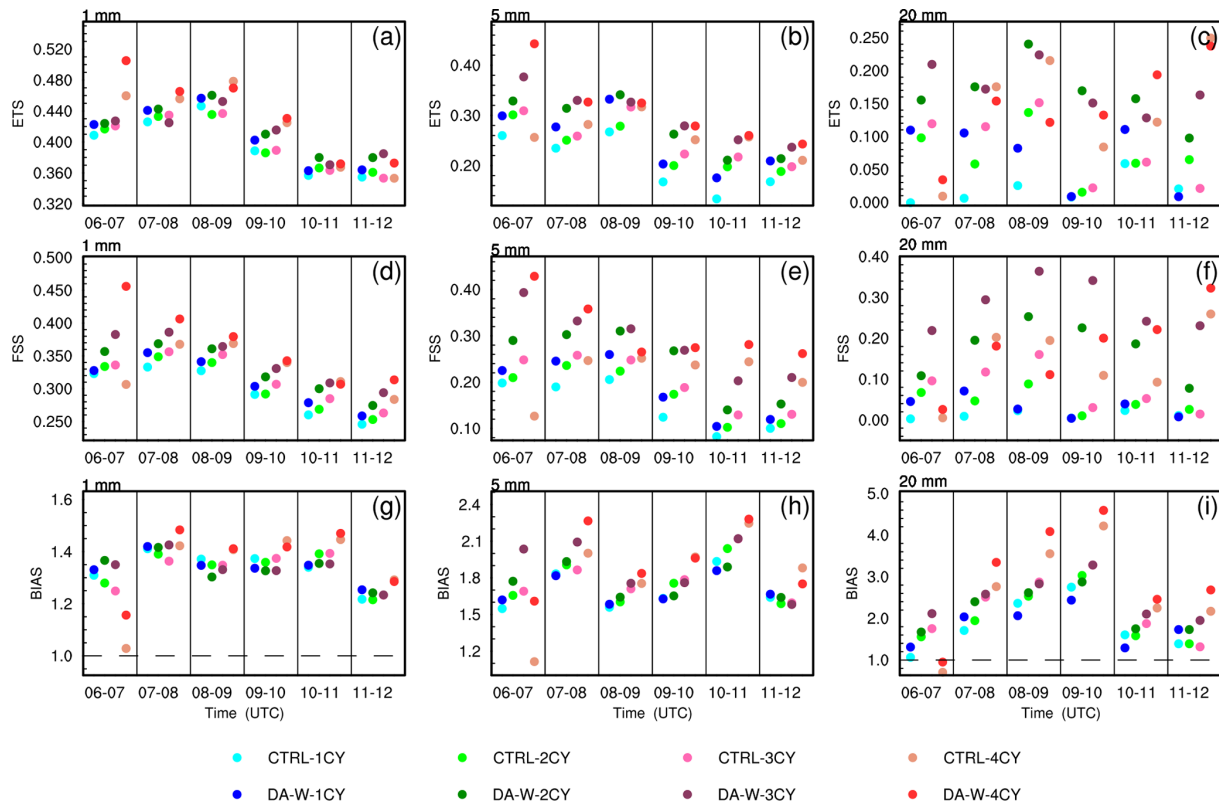 1 mm 5 mm 20 mm
(a) (b) (c)
ETS 0.520 0.480 0.440 0.400 0.360 0.320
ETS 0.40 0.30 0.20
ETS 0.250 0.200 0.150 0.100 0.050 0.000
06-07 07-08 08-09 09-10 10-11 11-12 06-07 07-08 08-09 09-10 10-11 11-12 06-07 07-08 08-09 09-10 10-11 11-12
1 mm 5 mm 20 mm
(d) (e) (f)
FSS 0.500 0.450 0.400 0.350 0.300 0.250
FSS 0.40 0.30 0.20 0.10
FSS 0.40 0.30 0.20 0.10 0.00
06-07 07-08 08-09 09-10 10-11 11-12 06-07 07-08 08-09 09-10 10-11 11-12 06-07 07-08 08-09 09-10 10-11 11-12
1 mm 5 mm 20 mm
(g) (h) (i)
BIAS 1.6 1.4 1.2 1.0
BIAS 2.4 2.1 1.8 1.5 1.2
BIAS 5.0 4.0 3.0 2.0 1.0
06-07 07-08 08-09 09-10 10-11 11-12 06-07 07-08 08-09 09-10 10-11 11-12 06-07 07-08 08-09 09-10 10-11 11-12
Time (UTC) Time (UTC) Time (UTC)
CTRL-1CY CTRL-2CY CTRL-3CY CTRL-4CY
DA-W-1CY DA-W-2CY DA-W-3CY DA-W-4CY